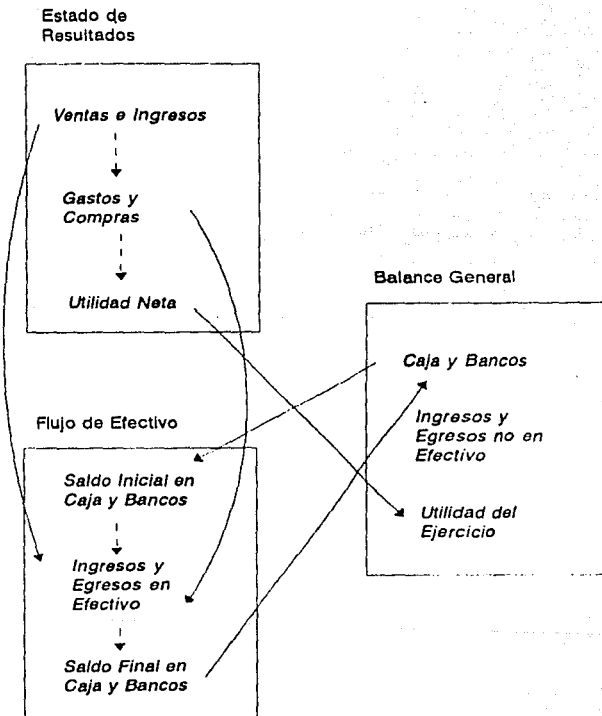 Estado de
Resultados
Ventas e Ingresos
Gastos y
Compras
Utilidad Neta
Balance General
Caja y Bancos
Ingresos y
Egresos no en
Efectivo
Utilidad del
Ejercicio
Flujo de Efectivo
Saldo Inicial en
Caja y Bancos
Ingresos y
Egresos en
Efectivo
Saldo Final en
Caja y Bancos